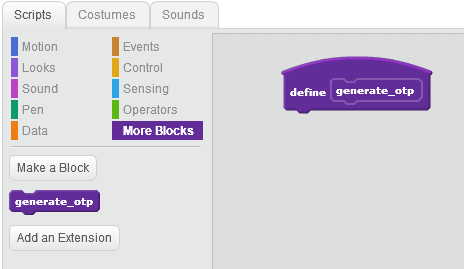 Scripts Costumes Sounds
Motion Events
Looks Control
Sound Sensing
Pen Operators
Data More Blocks
Make a Block
generate_otp
Add an Extension
define generate_otp